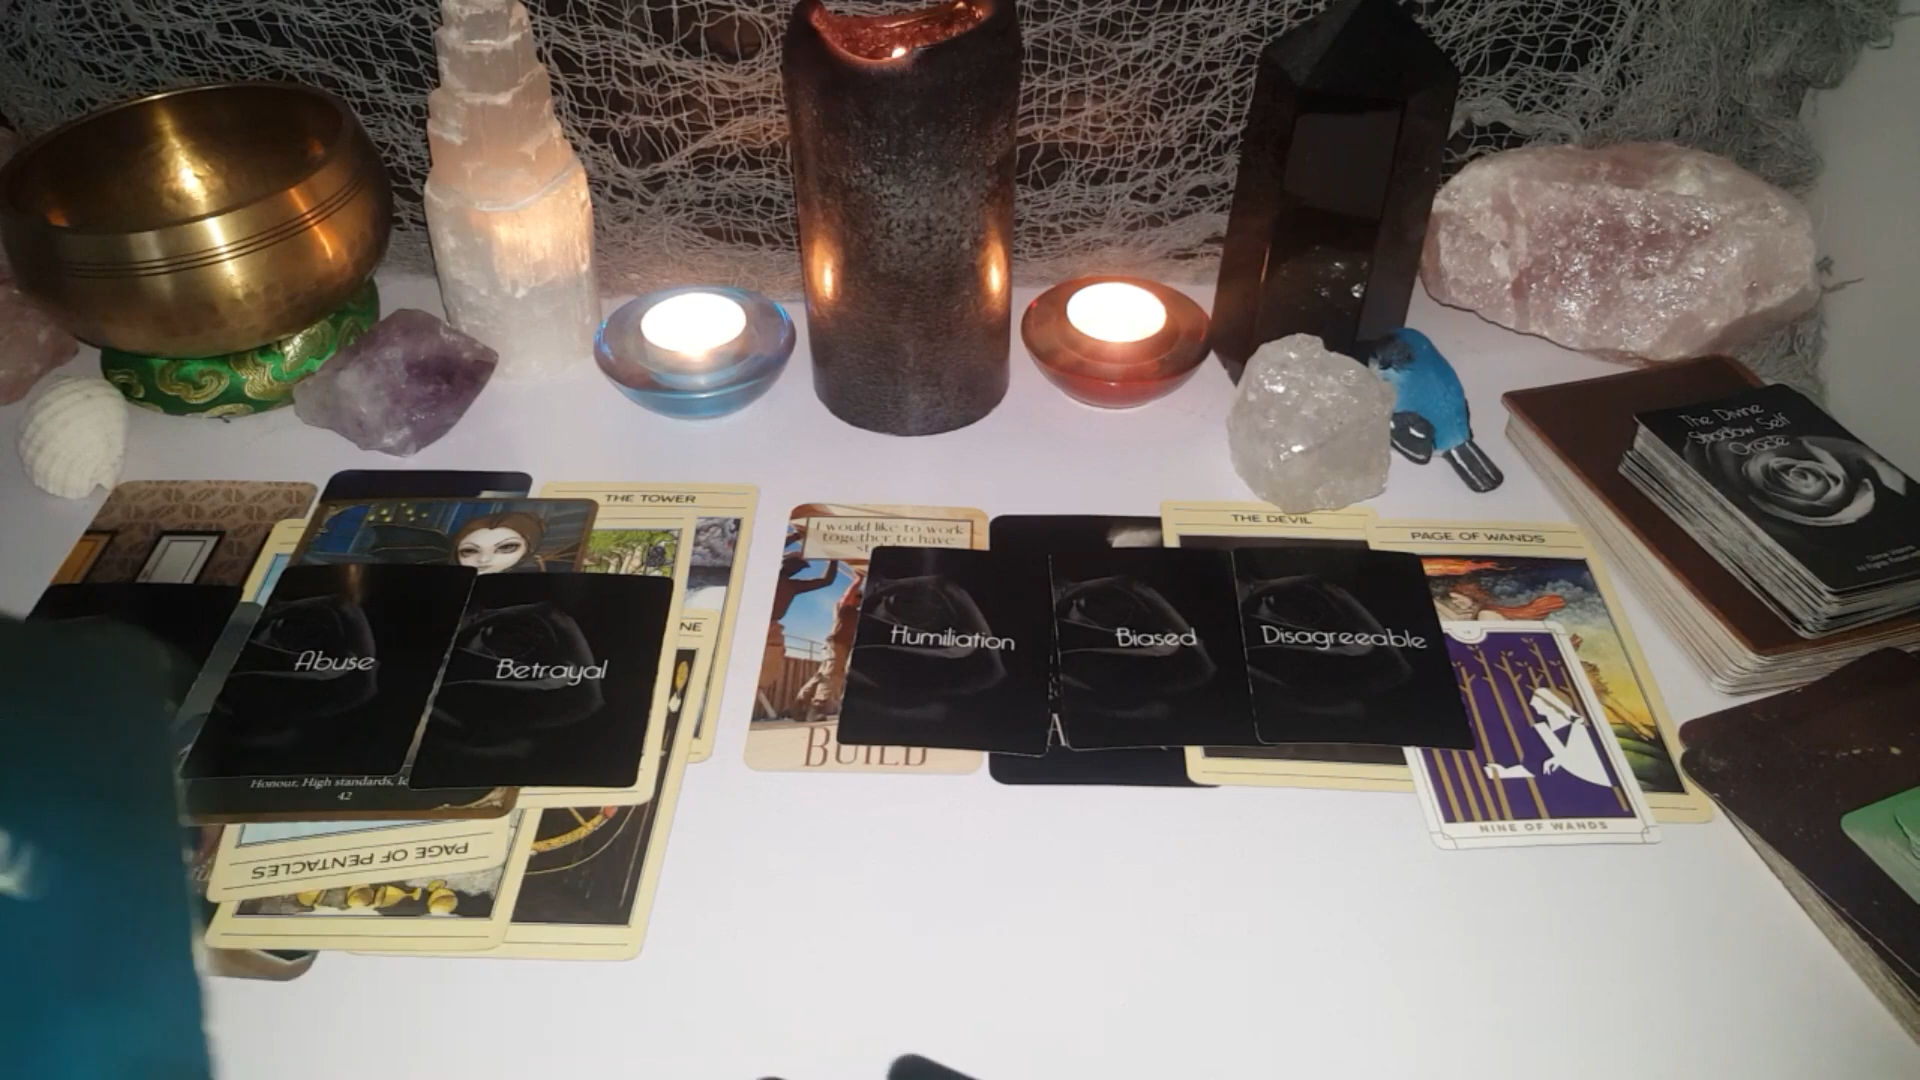 The Divine
Shadow Self
Oracle
THE TOWER
I would like to work
together to have
THE DEVIL
PAGE OF WANDS
NE
Abuse
Betrayal
Humiliation
Biased
Disagreeable
A
BUILD
Honour, High standards,
42
NINE OF WANDS
PAGE OF PENTACLES